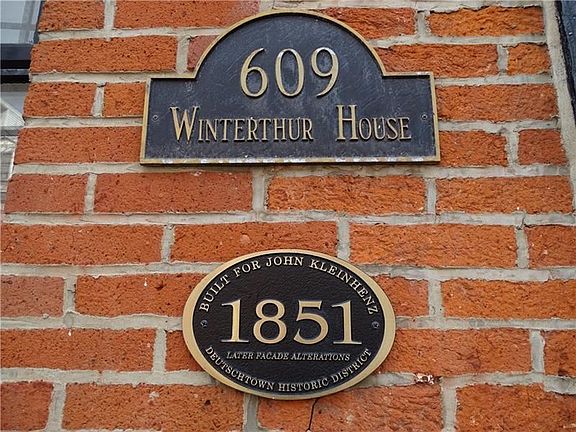 609
Winterthur House
BUILT FOR JOHN KLEINHENZ
1851
LATER FACADE ALTERATIONS
DEUTSCHTOWN HISTORIC DISTRICT